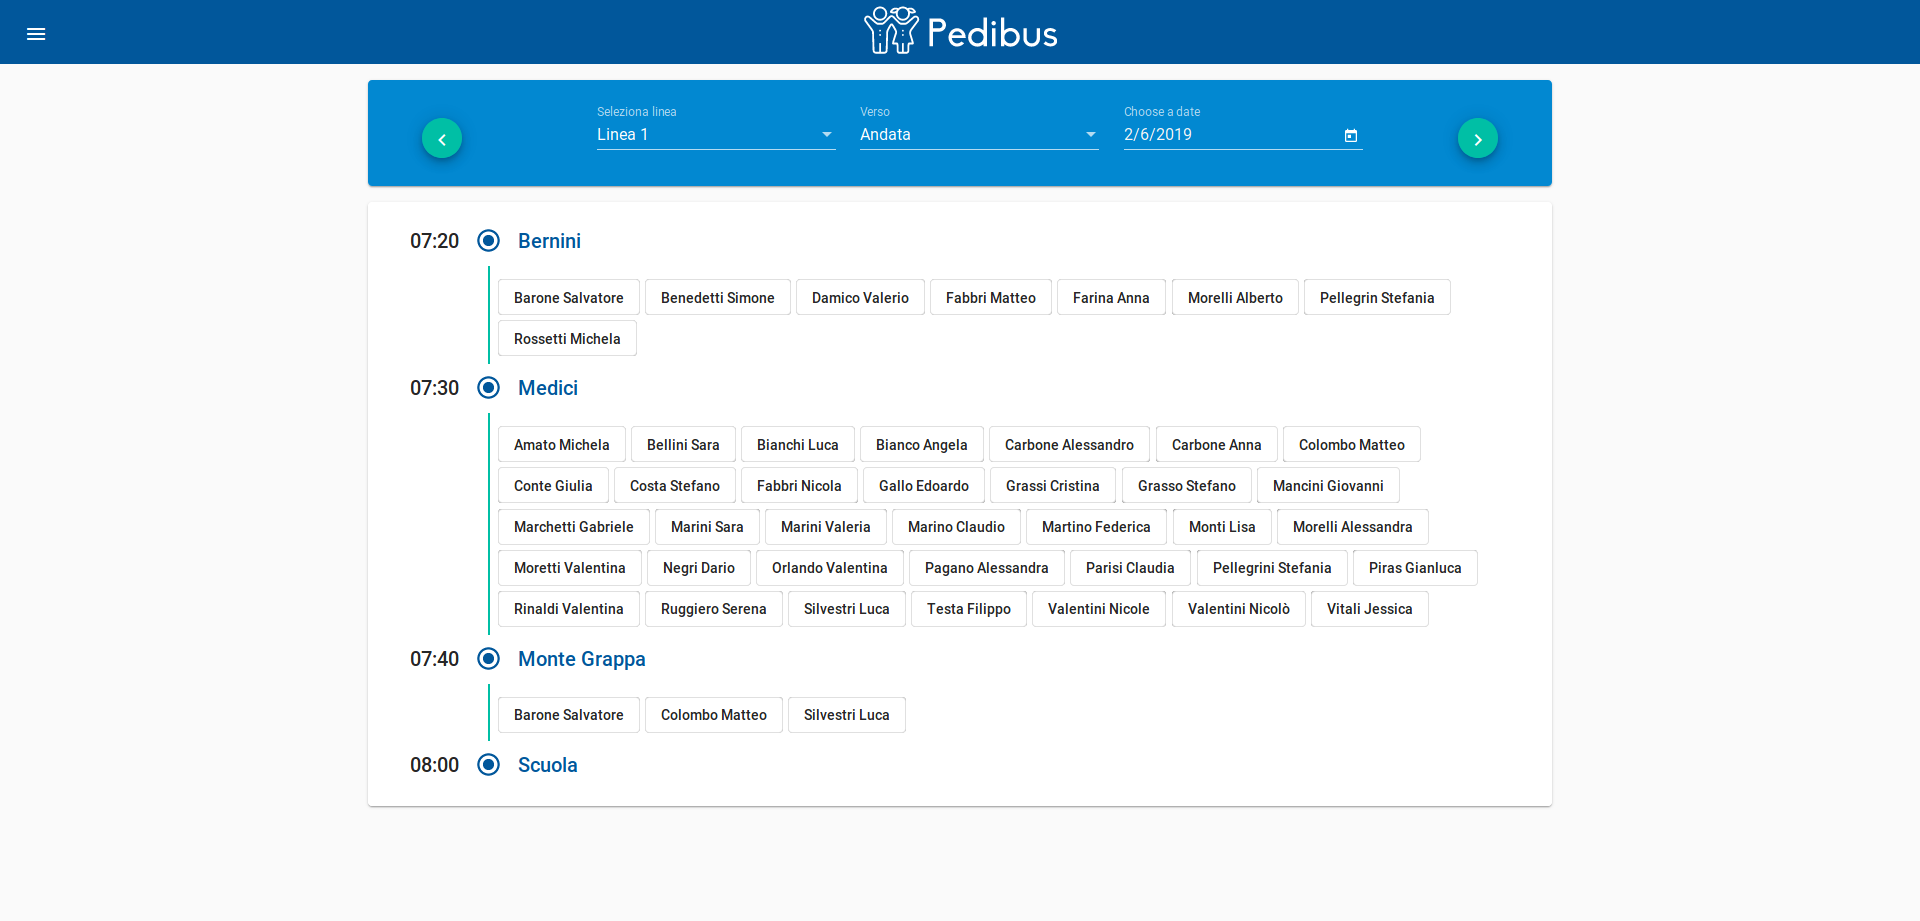 Pedibus
Seleziona linea Verso Choose a date
Linea 1 Andata 2/6/2019
07:20 Bernini
Barone Salvatore Benedetti Simone Damico Valerio Fabbri Matteo Farina Anna Morelli Alberto Pellegrin Stefania
Rossetti Michela
07:30 Medici
Amato Michela Bellini Sara Bianchi Luca Bianco Angela Carbone Alessandro Carbone Anna Colombo Matteo
Conte Giulia Costa Stefano Fabbri Nicola Gallo Edoardo Grassi Cristina Grasso Stefano Mancini Giovanni
Marchetti Gabriele Marini Sara Marini Valeria Marino Claudio Martino Federica Monti Lisa Morelli Alessandra
Moretti Valentina Negri Dario Orlando Valentina Pagano Alessandra Parisi Claudia Pellegrini Stefania Piras Gianluca
Rinaldi Valentina Ruggiero Serena Silvestri Luca Testa Filippo Valentini Nicole Valentini Nicolò Vitali Jessica
07:40 Monte Grappa
Barone Salvatore Colombo Matteo Silvestri Luca
08:00 Scuola